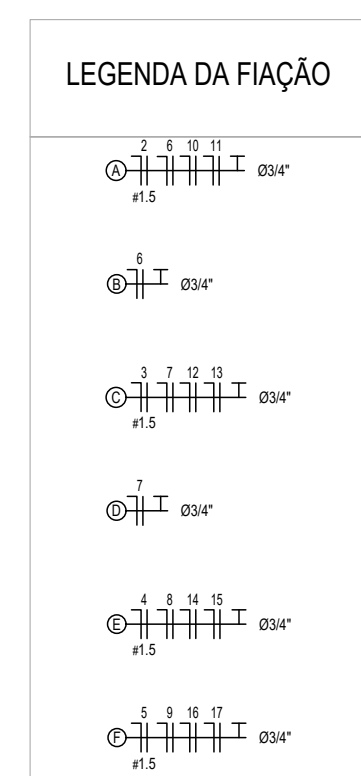 LEGENDA DA FIAÇÃO
2 6 10 11
A Ø3/4"
#1.5
6
B Ø3/4"
3 7 12 13
C Ø3/4"
#1.5
7
D Ø3/4"
4 8 14 15
E Ø3/4"
#1.5
5 9 16 17
F Ø3/4"
#1.5